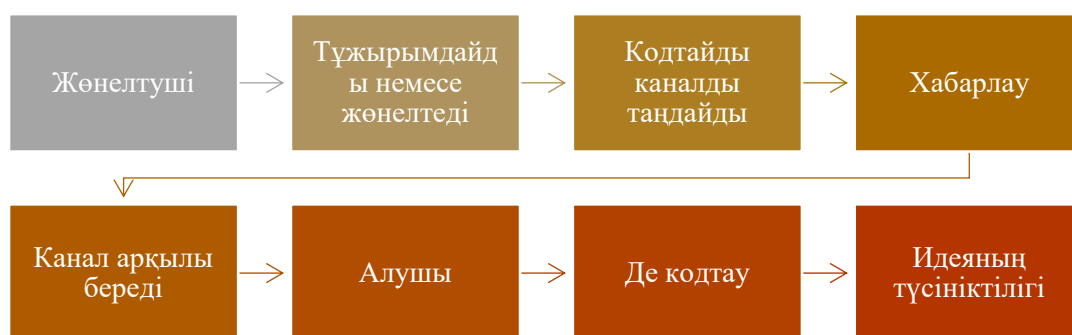 Жөнелтуші
Тұжырымдайд
ы немесе
жөнелтеді
Кодтайды
каналды
таңдайды
Хабарлау
Канал арқылы
береді
Алушы
Де кодтау
Идеяның
түсініктілігі